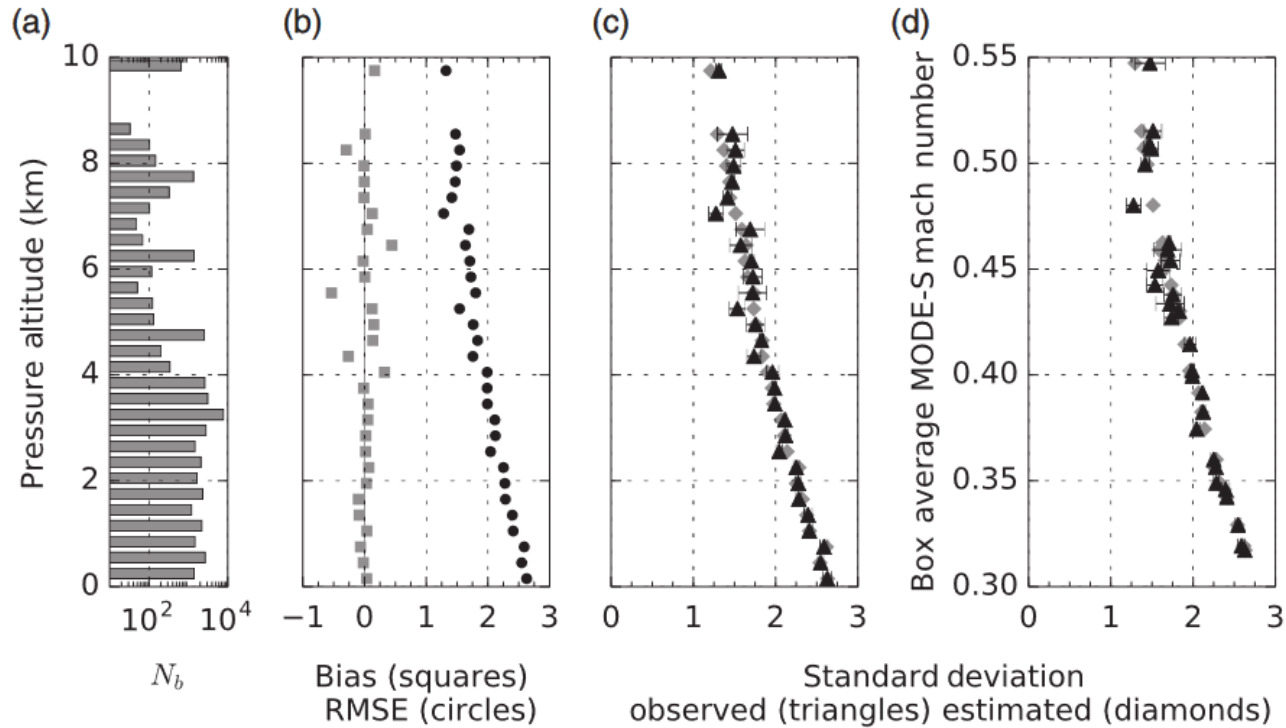 (a)
(b)
(c)
(d)
Pressure altitude (km)
10
8
6
4
2
0
10² 10⁴
N_b
−1 0 1 2 3
Bias (squares)
RMSE (circles)
0 1 2 3
Box average MODE-S mach number
0.55
0.50
0.45
0.40
0.35
0.30
0 1 2 3
Standard deviation
observed (triangles) estimated (diamonds)